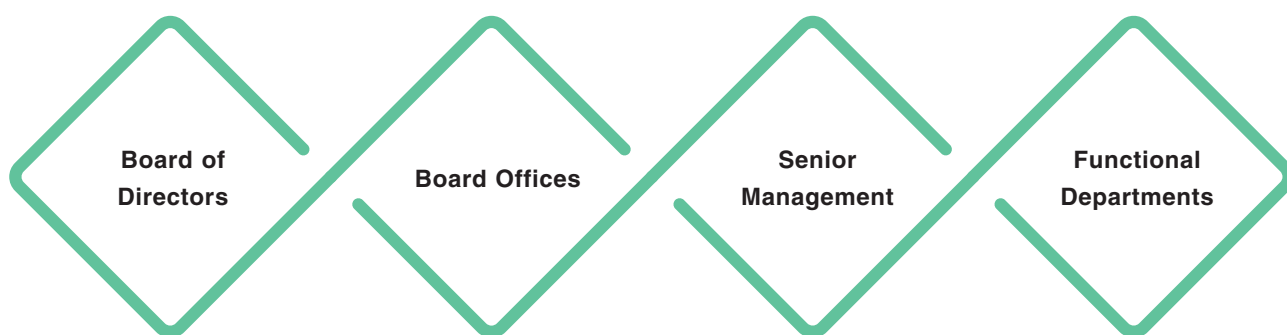 Board of
Directors
Board Offices
Senior
Management
Functional
Departments